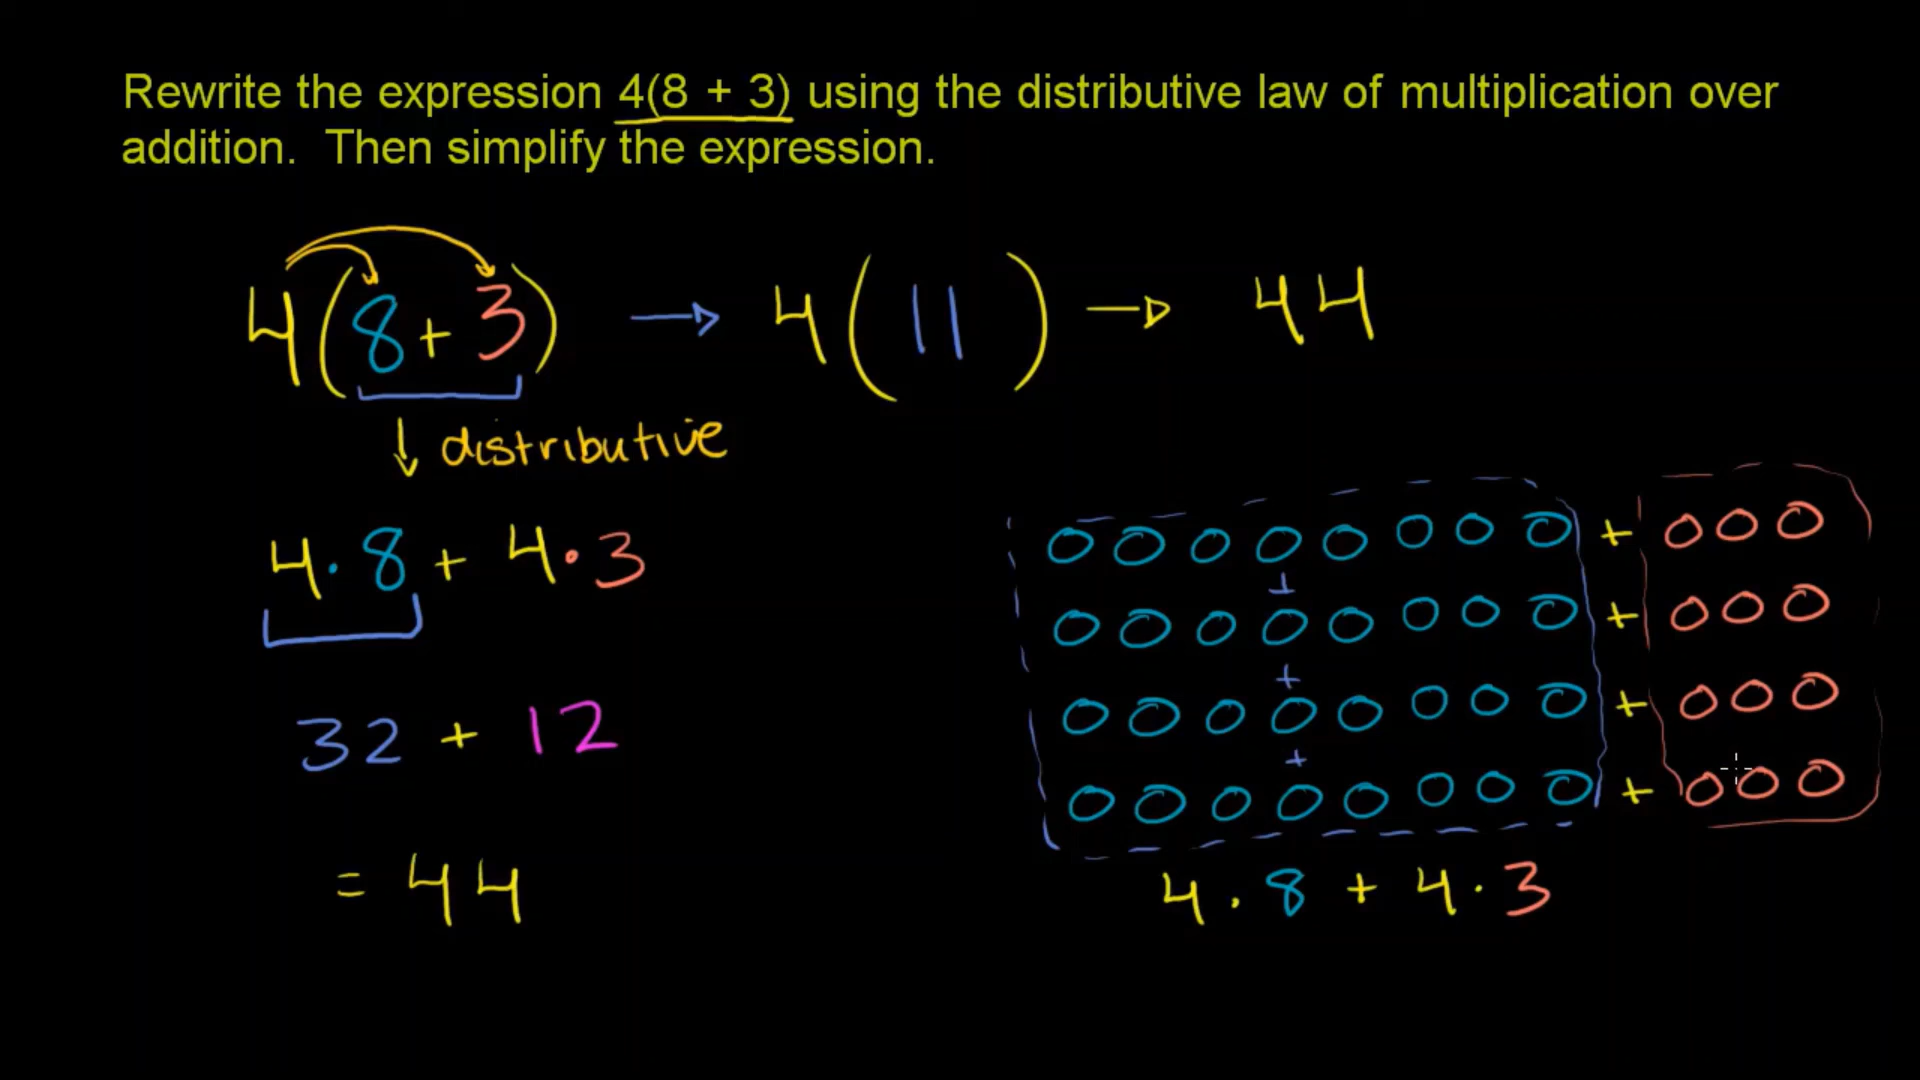 Rewrite the expression 4(8 + 3) using the distributive law of multiplication over
addition. Then simplify the expression.
4(8+3) → 4(11) → 44
↓ distributive
4·8 + 4·3
32 + 12
= 44
+
+
+
+
+
+
+
4·8 + 4·3